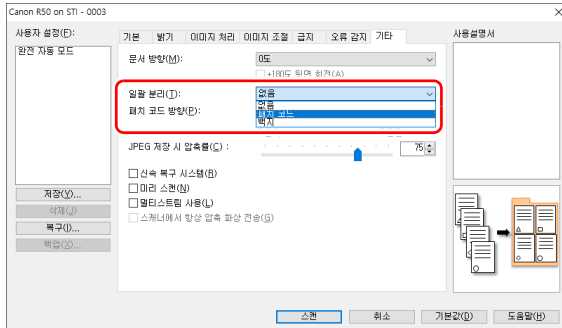 Canon R50 on STI - 0003
사용자 설정(F):
완전 자동 모드
저장(Y)...
삭제(J)
복구(I)...
백업(X)...
기본 밝기 이미지 처리 이미지 조절 급지 오류 감지 기타
문서 방향(M): 0도
+180도 뒷면 회전(A)
일괄 분리(T): 없음
없음
패치 코드 방향(P): 패치 코드
백지
JPEG 저장 시 압축률(C) : 75
신속 복구 시스템(R)
미리 스캔(N)
멀티스트림 사용(L)
스캐너에서 항상 압축 화상 전송(G)
사용설명서
스캔 취소 기본값(D) 도움말(H)